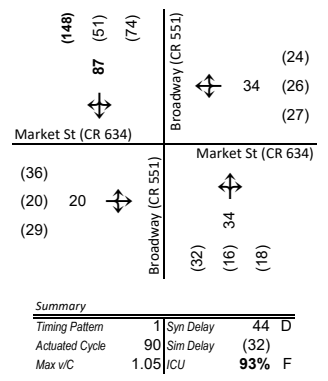 (148) (51) (74)
87
Broadway (CR 551)
34
(24)
(26)
(27)
Market St (CR 634)
Market St (CR 634)
(36)
(20) 20
(29)
Broadway (CR 551)
34
(32) (16) (18)
Summary
Timing Pattern 1 Syn Delay 44 D
Actuated Cycle 90 Sim Delay (32)
Max v/C 1.05 ICU 93% F